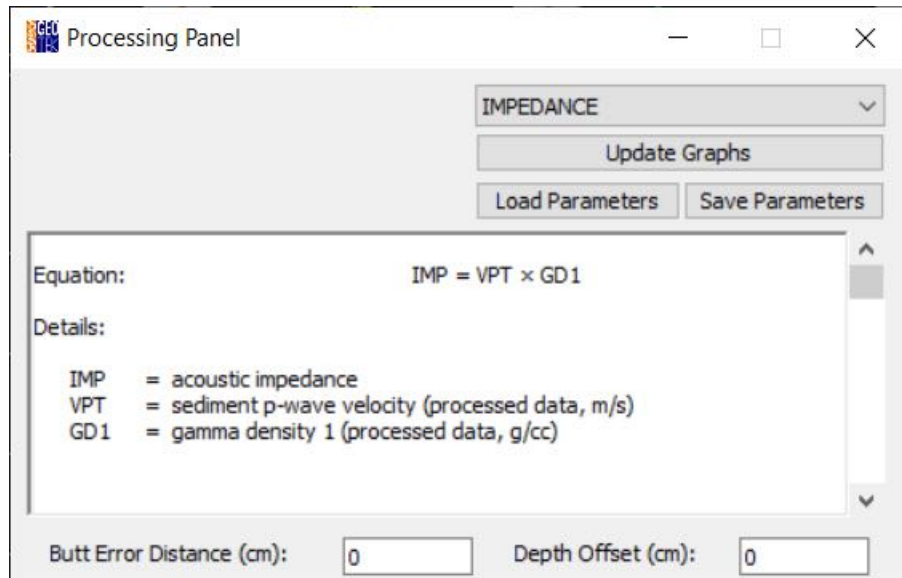 GEO
TEK
Processing Panel
IMPEDANCE
Update Graphs
Load Parameters Save Parameters
Equation: IMP = VPT × GD1
Details:
IMP = acoustic impedance
VPT = sediment p-wave velocity (processed data, m/s)
GD1 = gamma density 1 (processed data, g/cc)
Butt Error Distance (cm): 0 Depth Offset (cm): 0